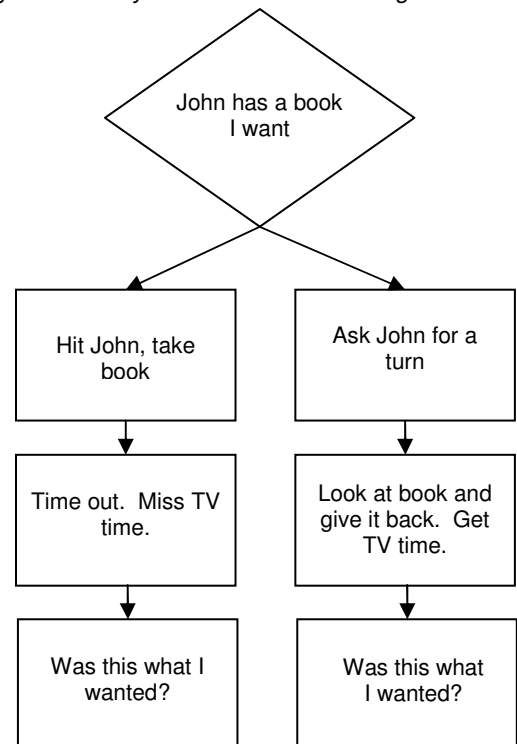 John has a book
I want
Hit John, take
book
Ask John for a
turn
Time out. Miss TV
time.
Look at book and
give it back. Get
TV time.
Was this what I
wanted?
Was this what
I wanted?